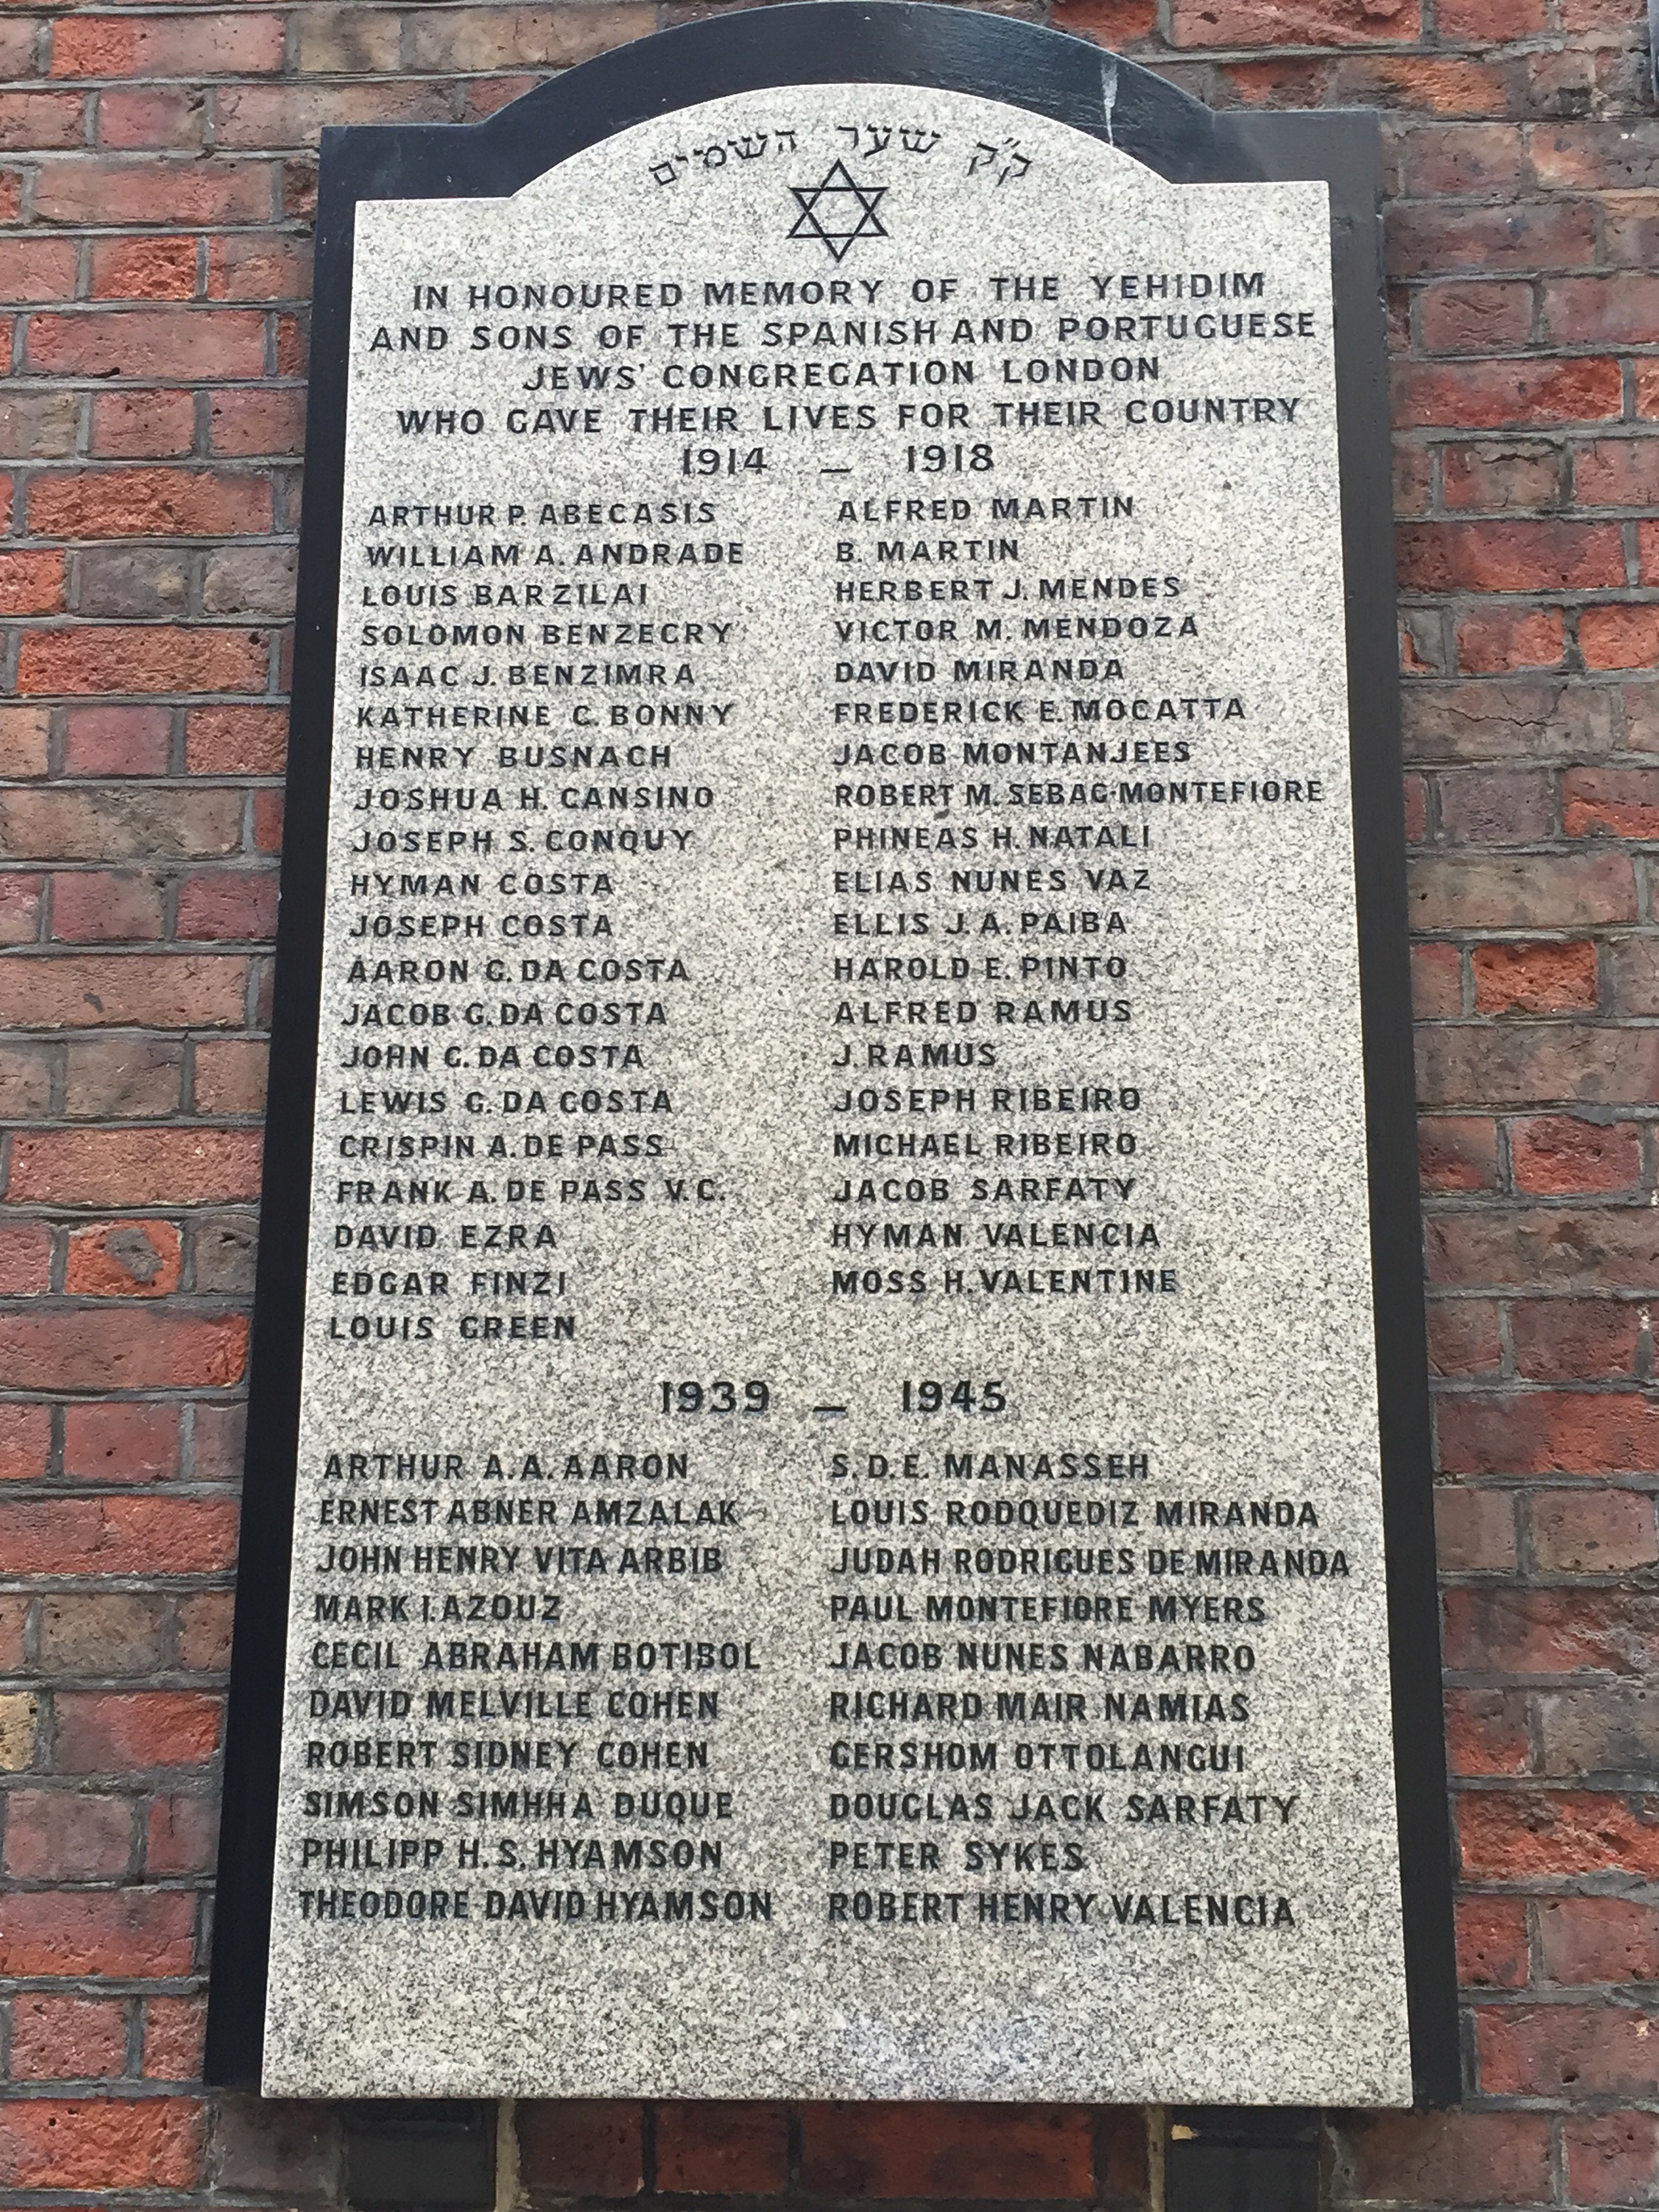 ק״ק שער השמים
IN HONOURED MEMORY OF THE YEHIDIM
AND SONS OF THE SPANISH AND PORTUGUESE
JEWS' CONGREGATION LONDON
WHO GAVE THEIR LIVES FOR THEIR COUNTRY
1914 – 1918
ARTHUR P. ABECASIS
WILLIAM A. ANDRADE
LOUIS BARZILAI
SOLOMON BENZECRY
ISAAC J. BENZIMRA
KATHERINE C. BONNY
HENRY BUSNACH
JOSHUA H. CANSINO
JOSEPH S. CONQUY
HYMAN COSTA
JOSEPH COSTA
AARON G. DA COSTA
JACOB G. DA COSTA
JOHN G. DA COSTA
LEWIS G. DA COSTA
CRISPIN A. DE PASS
FRANK A. DE PASS V.C.
DAVID EZRA
EDGAR FINZI
LOUIS GREEN
ALFRED MARTIN
B. MARTIN
HERBERT J. MENDES
VICTOR M. MENDOZA
DAVID MIRANDA
FREDERICK E. MOCATTA
JACOB MONTANJEES
ROBERT M. SEBAG-MONTEFIORE
PHINEAS H. NATALI
ELIAS NUNES VAZ
ELLIS J. A. PAIBA
HAROLD E. PINTO
ALFRED RAMUS
J. RAMUS
JOSEPH RIBEIRO
MICHAEL RIBEIRO
JACOB SARFATY
HYMAN VALENCIA
MOSS H. VALENTINE
1939 – 1945
ARTHUR A. A. AARON
ERNEST ABNER AMZALAK
JOHN HENRY VITA ARBIB
MARK I. AZOUZ
CECIL ABRAHAM BOTIBOL
DAVID MELVILLE COHEN
ROBERT SIDNEY COHEN
SIMSON SIMHHA DUQUE
PHILIPP H. S. HYAMSON
THEODORE DAVID HYAMSON
S. D. E. MANASSEH
LOUIS RODQUEDIZ MIRANDA
JUDAH RODRIGUES DE MIRANDA
PAUL MONTEFIORE MYERS
JACOB NUNES NABARRO
RICHARD MAIR NAMIAS
GERSHOM OTTOLANGUI
DOUGLAS JACK SARFATY
PETER SYKES
ROBERT HENRY VALENCIA